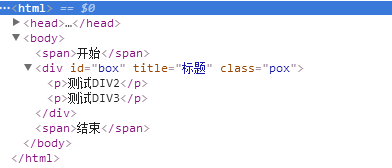 ···<html> == $0
▶<head>…</head>
▼<body>
<span>开始</span>
▼<div id="box" title="标题" class="pox">
<p>测试DIV2</p>
<p>测试DIV3</p>
</div>
<span>结束</span>
</body>
</html>